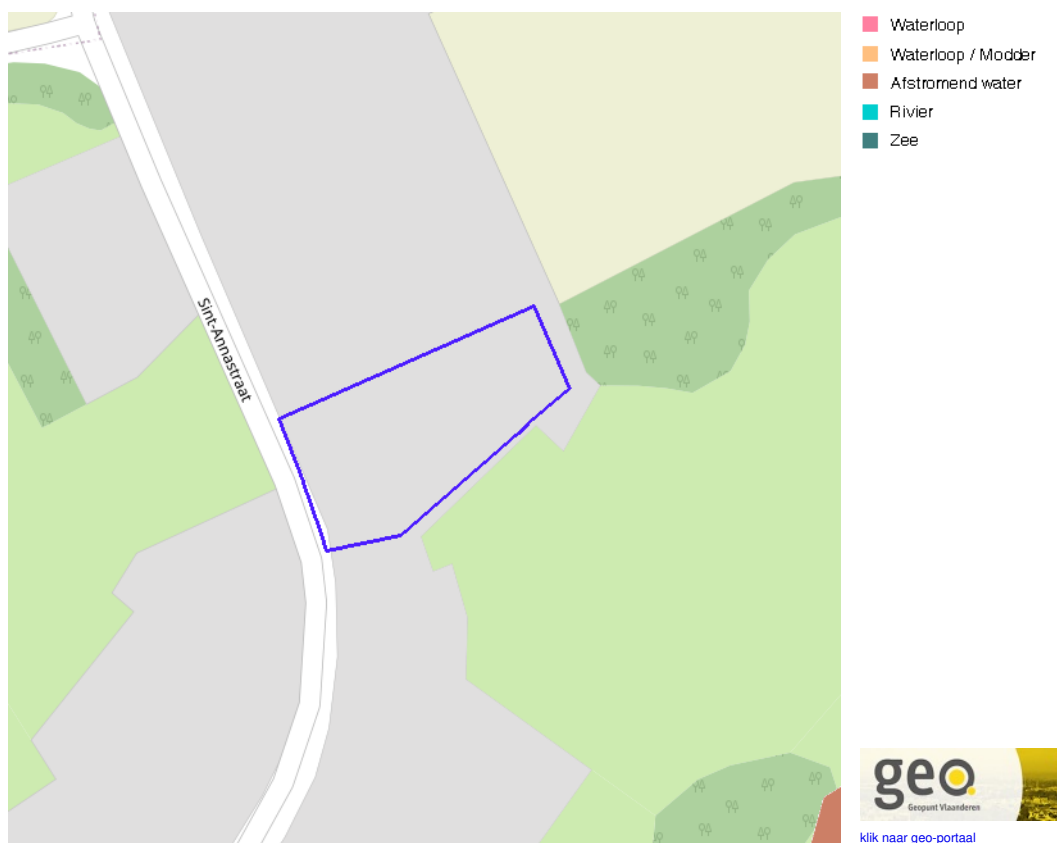 Sint-Annastraat
Waterloop
Waterloop / Modder
Afstromend water
Rivier
Zee
geo
Geopunt Vlaanderen
klik naar geo-portaal